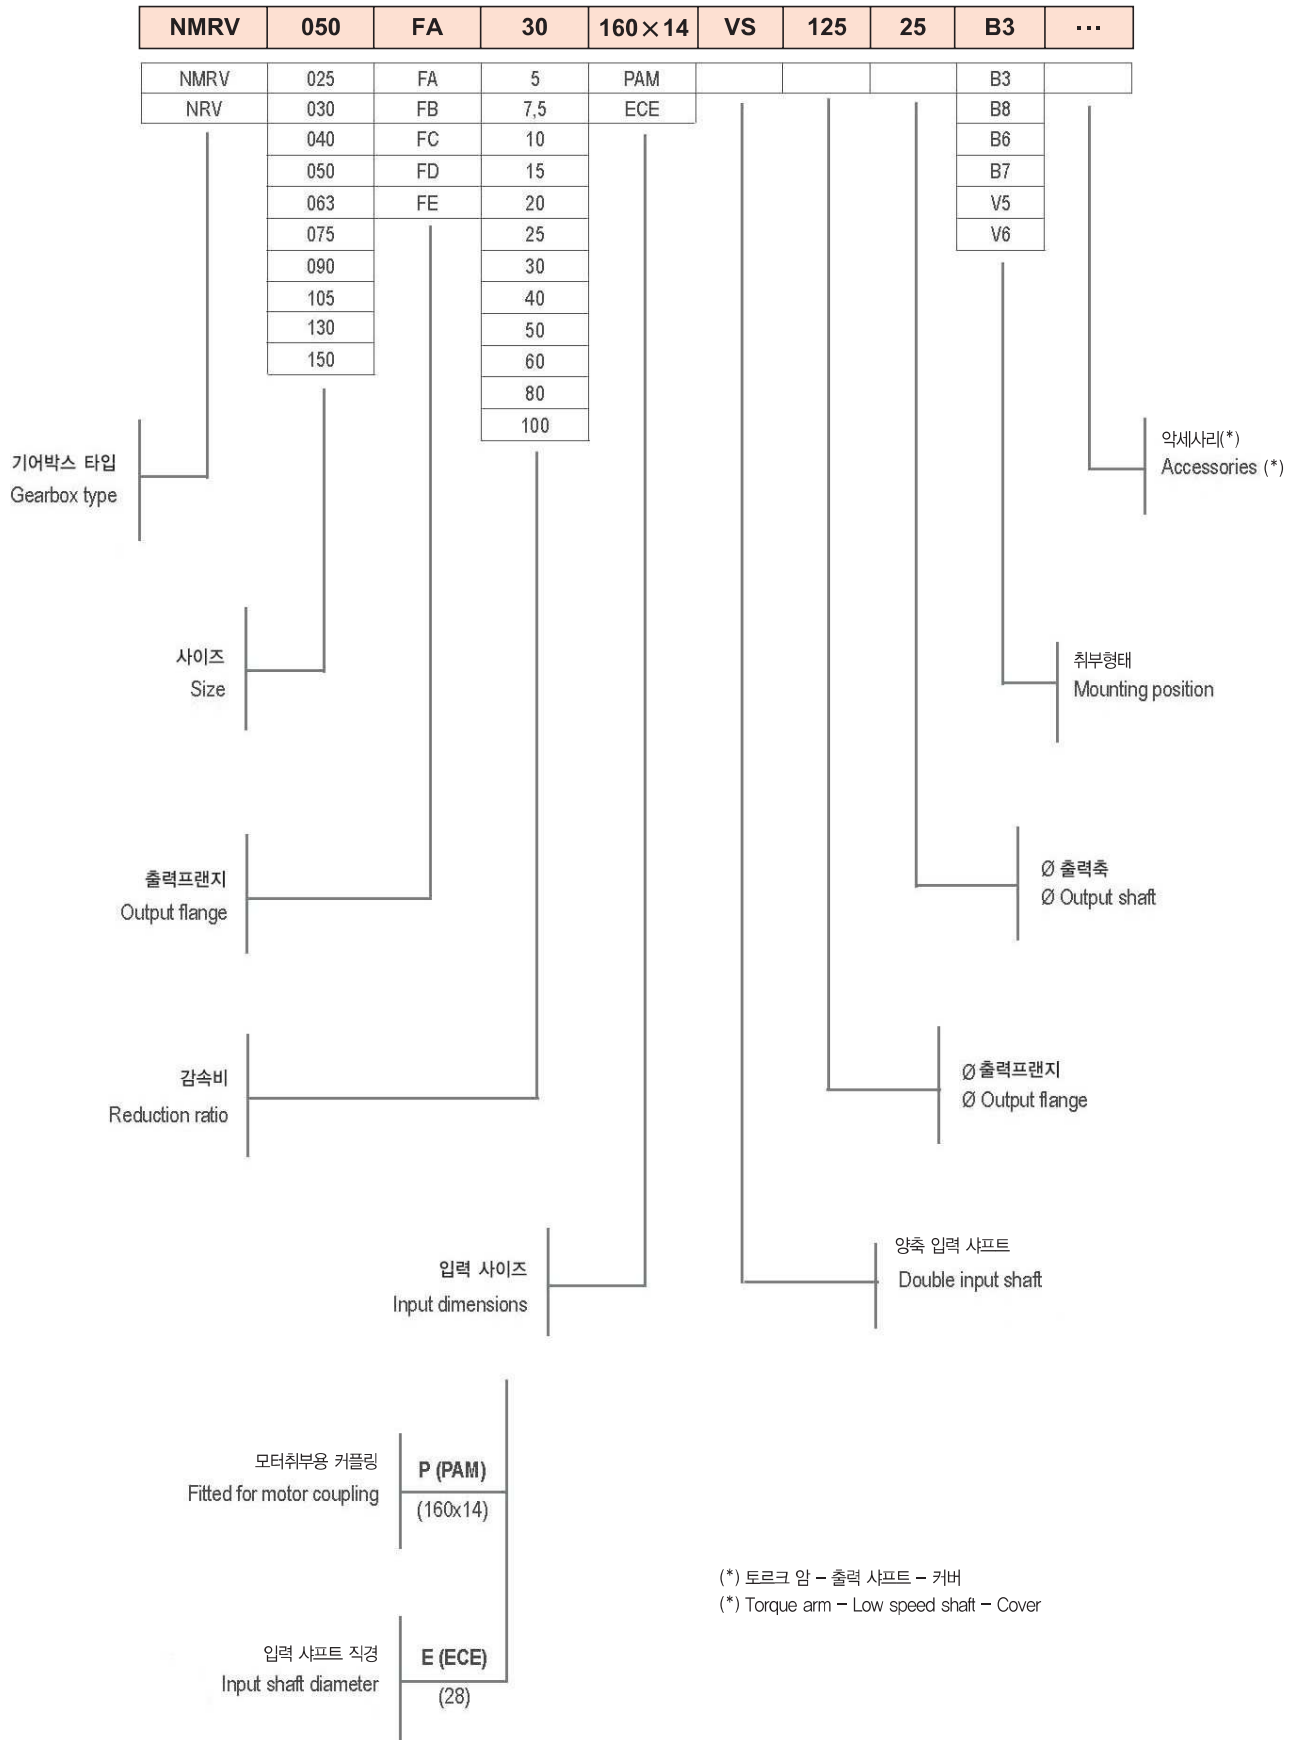 NMRV 050 FA 30 160×14 VS 125 25 B3 ···
NMRV 025 FA 5 PAM B3
NRV 030 FB 7,5 ECE B8
040 FC 10 B6
050 FD 15 B7
063 FE 20 V5
075 25 V6
090 30
105 40
130 50
150 60
80
100
기어박스 타입
Gearbox type
악세사리(*)
Accessories (*)
사이즈
Size
취부형태
Mounting position
출력프랜지
Output flange
Ø 출력축
Ø Output shaft
감속비
Reduction ratio
Ø 출력프랜지
Ø Output flange
입력 사이즈
Input dimensions
양축 입력 샤프트
Double input shaft
모터취부용 커플링
Fitted for motor coupling
P (PAM)
(160x14)
입력 샤프트 직경
Input shaft diameter
E (ECE)
(28)
(*) 토르크 암 – 출력 샤프트 – 커버
(*) Torque arm – Low speed shaft – Cover